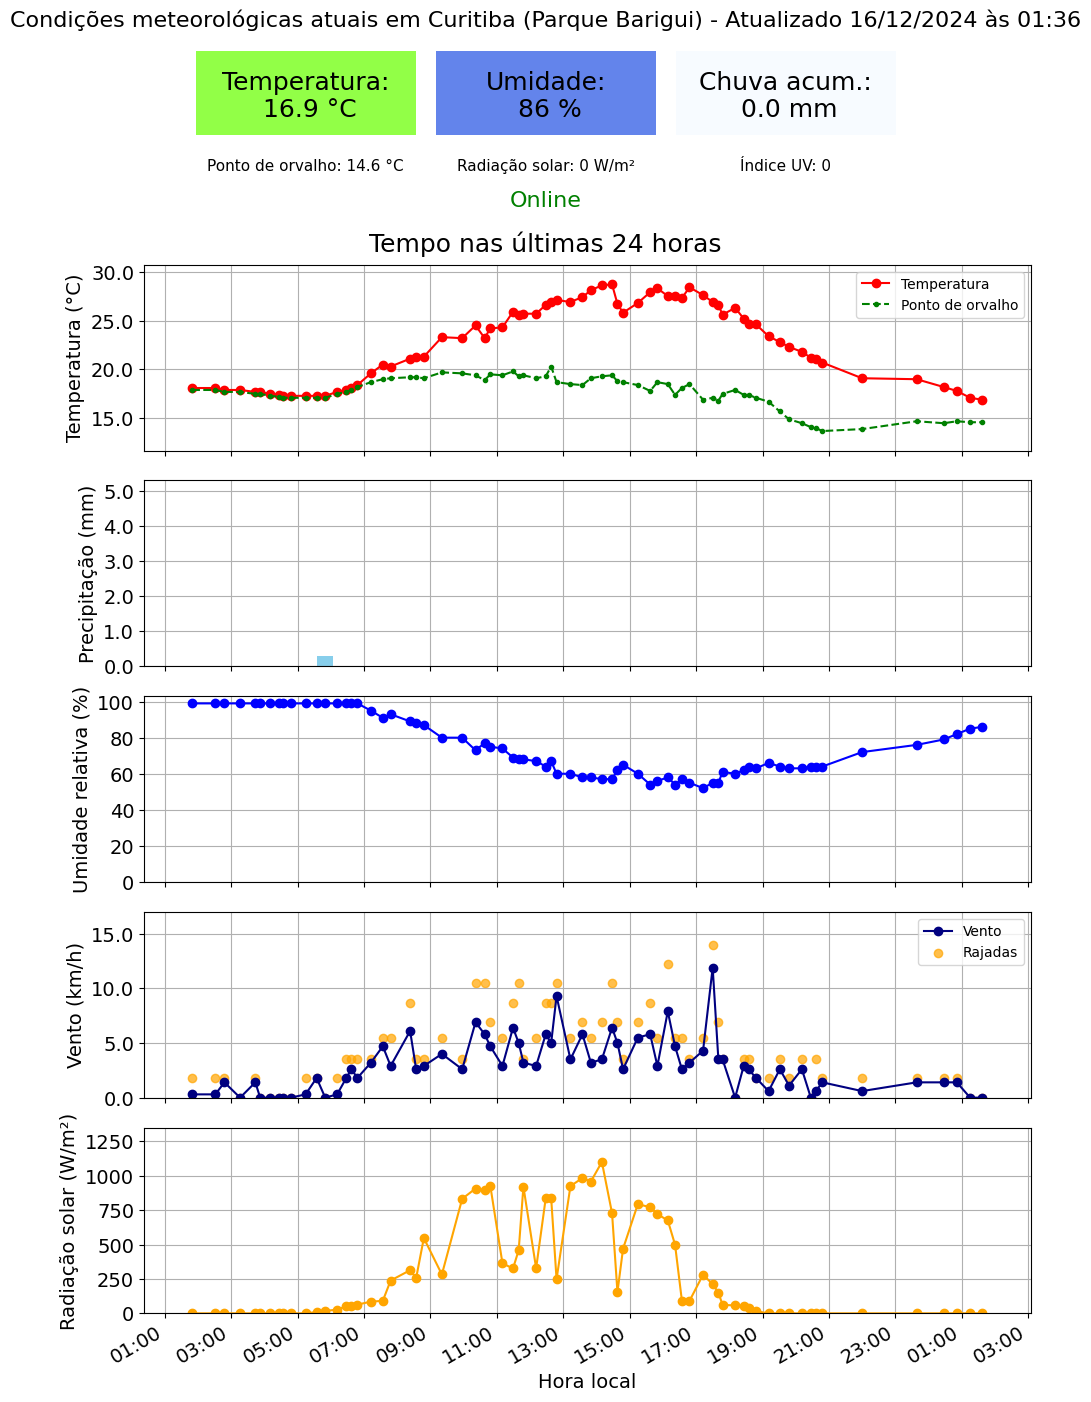 Condições meteorológicas atuais em Curitiba (Parque Barigui) - Atualizado 16/12/2024 às 01:36
Temperatura:
16.9 °C
Umidade:
86 %
Chuva acum.:
0.0 mm
Ponto de orvalho: 14.6 °C
Radiação solar: 0 W/m²
Índice UV: 0
Online
Tempo nas últimas 24 horas
Temperatura (°C)
30.0
25.0
20.0
15.0
Temperatura
Ponto de orvalho
Precipitação (mm)
5.0
4.0
3.0
2.0
1.0
0.0
Umidade relativa (%)
100
80
60
40
20
0
Vento (km/h)
15.0
10.0
5.0
0.0
Vento
Rajadas
Radiação solar (W/m²)
1250
1000
750
500
250
0
01:00 03:00 05:00 07:00 09:00 11:00 13:00 15:00 17:00 19:00 21:00 23:00 01:00 03:00
Hora local